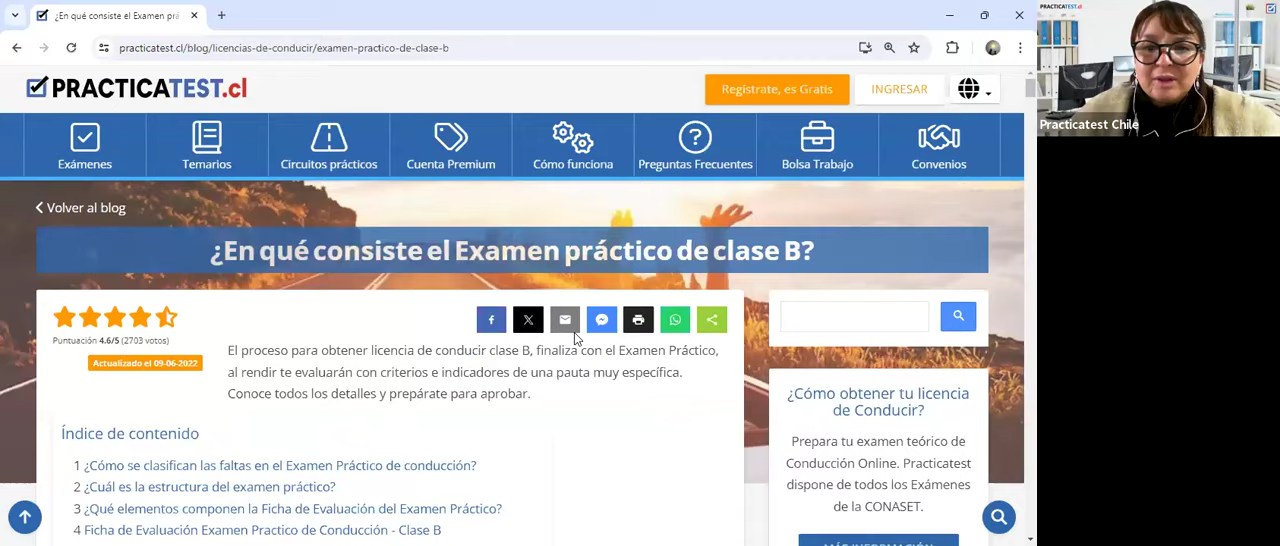 ¿En qué consiste el Examen prá
practicatest.cl/blog/licencias-de-conducir/examen-practico-de-clase-b
PRACTICATEST.cl
PRACTICATEST.cl
Regístrate, es Gratis
INGRESAR
Practicatest Chile
Exámenes
Temarios
Circuitos prácticos
Cuenta Premium
Cómo funciona
Preguntas Frecuentes
Bolsa Trabajo
Convenios
Volver al blog
¿En qué consiste el Examen práctico de clase B?
Puntuación 4.6/5 (2703 votos)
Actualizado el 09-06-2022
El proceso para obtener licencia de conducir clase B, finaliza con el Examen Práctico,
al rendir te evaluarán con criterios e indicadores de una pauta muy específica.
Conoce todos los detalles y prepárate para aprobar.
Índice de contenido
1 ¿Cómo se clasifican las faltas en el Examen Práctico de conducción?
2 ¿Cuál es la estructura del examen práctico?
3 ¿Qué elementos componen la Ficha de Evaluación del Examen Práctico?
4 Ficha de Evaluación Examen Practico de Conducción - Clase B
¿Cómo obtener tu licencia
de Conducir?
Prepara tu examen teórico de
Conducción Online. Practicatest
dispone de todos los Exámenes
de la CONASET.
MÁS INFORMACIÓN